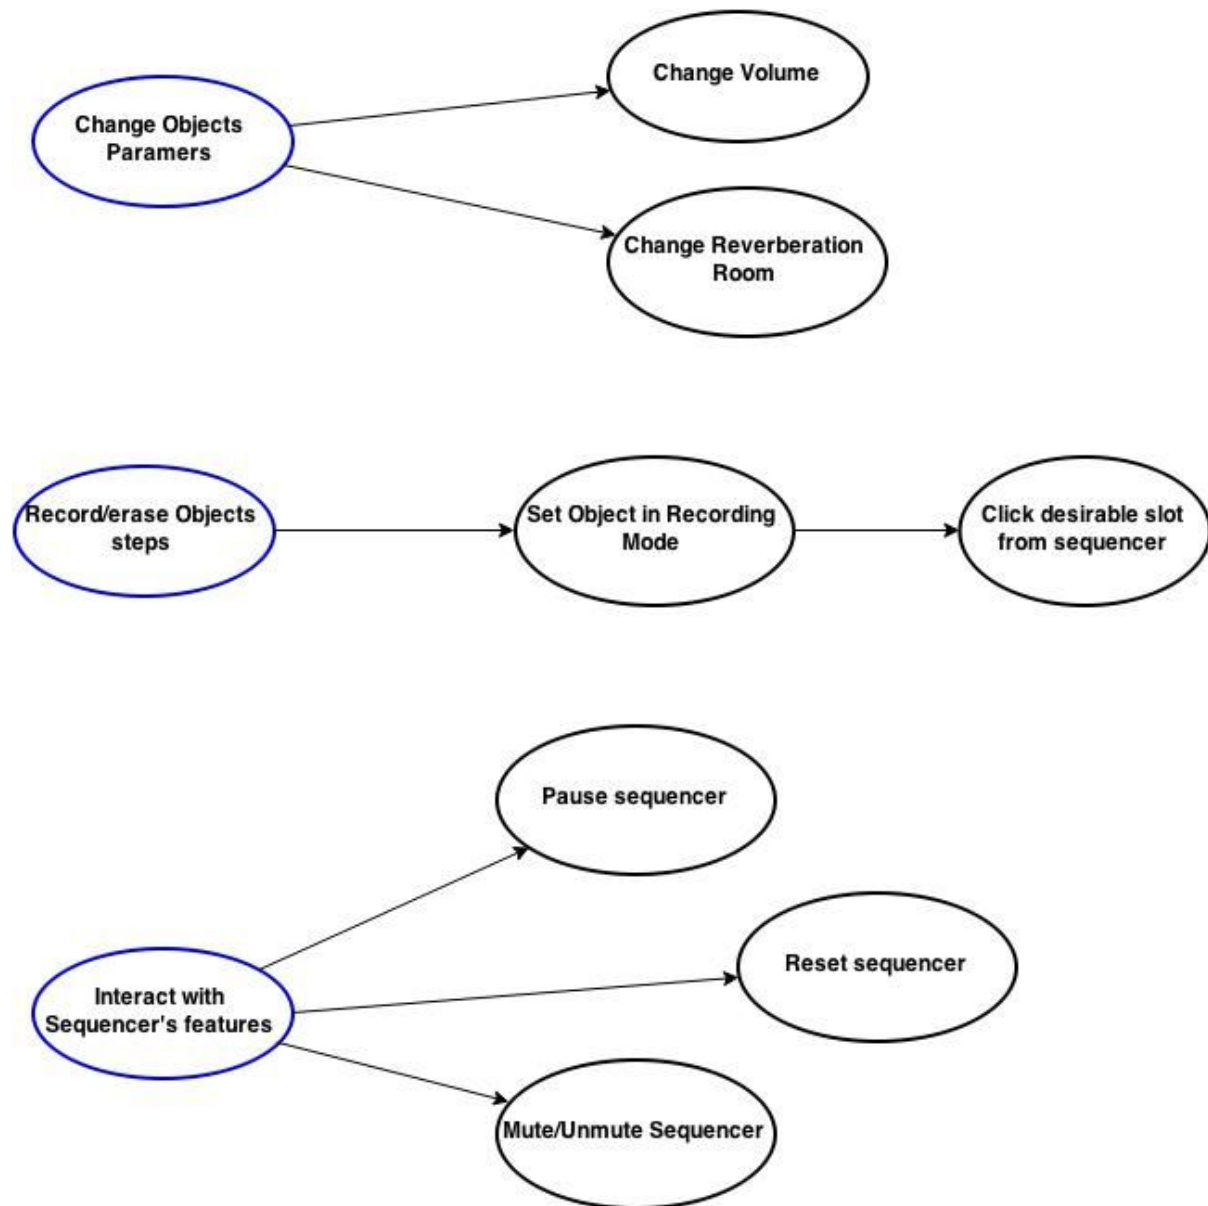 Change Volume
Change Objects
Paramers
Change Reverberation
Room
Record/erase Objects
steps
Set Object in Recording
Mode
Click desirable slot
from sequencer
Pause sequencer
Reset sequencer
Interact with
Sequencer's features
Mute/Unmute Sequencer